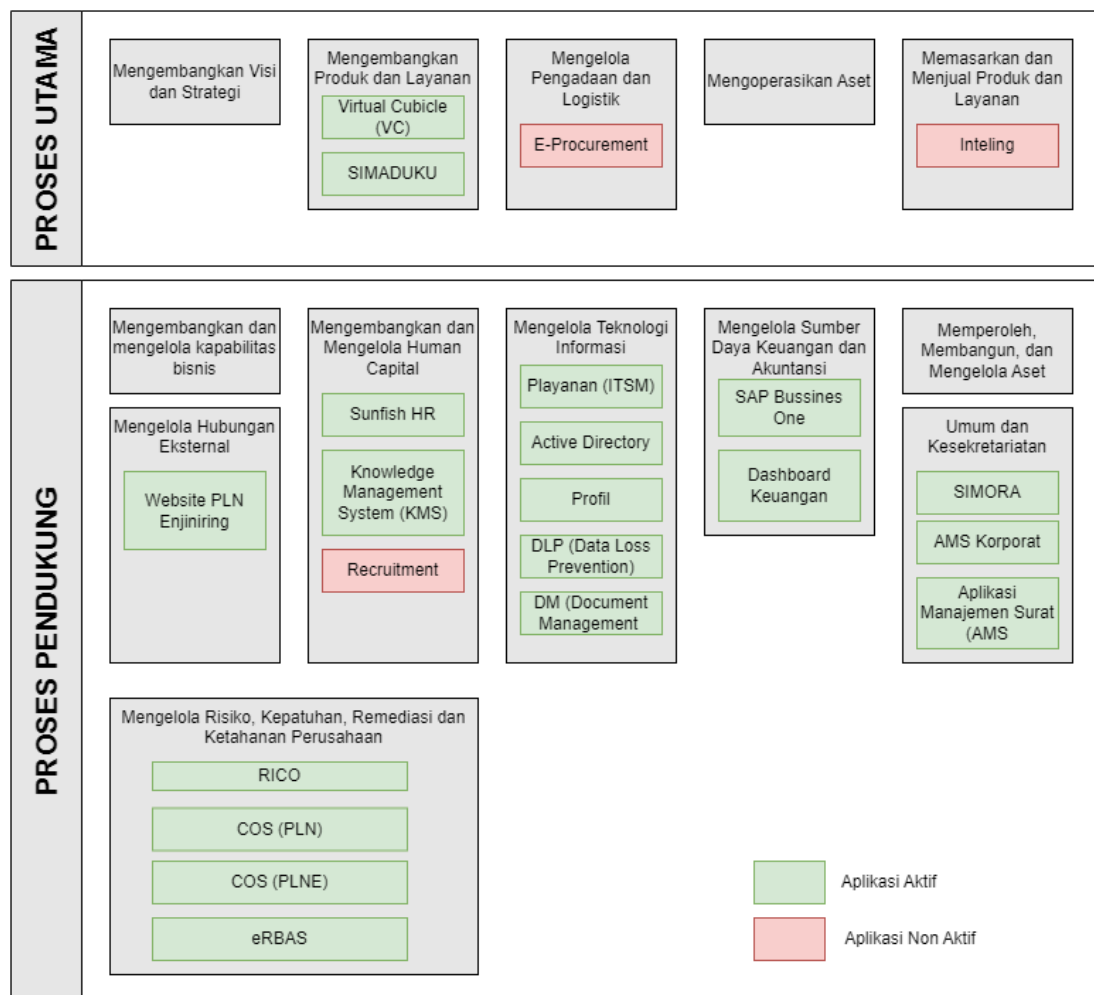 PROSES UTAMA
Mengembangkan Visi
dan Strategi
Mengembangkan
Produk dan Layanan
Virtual Cubicle
(VC)
SIMADUKU
Mengelola
Pengadaan dan
Logistik
E-Procurement
Mengoperasikan Aset
Memasarkan dan
Menjual Produk dan
Layanan
Inteling
PROSES PENDUKUNG
Mengembangkan dan
mengelola kapabilitas
bisnis
Mengelola Hubungan
Eksternal
Website PLN
Enjiniring
Mengembangkan dan
Mengelola Human
Capital
Sunfish HR
Knowledge
Management
System (KMS)
Recruitment
Mengelola Teknologi
Informasi
Playanan (ITSM)
Active Directory
Profil
DLP (Data Loss
Prevention)
DM (Document
Management
Mengelola Sumber
Daya Keuangan dan
Akuntansi
SAP Bussines
One
Dashboard
Keuangan
Memperoleh,
Membangun, dan
Mengelola Aset
Umum dan
Kesekretariatan
SIMORA
AMS Korporat
Aplikasi
Manajemen Surat
(AMS
Mengelola Risiko, Kepatuhan, Remediasi dan
Ketahanan Perusahaan
RICO
COS (PLN)
COS (PLNE)
eRBAS
Aplikasi Aktif
Aplikasi Non Aktif